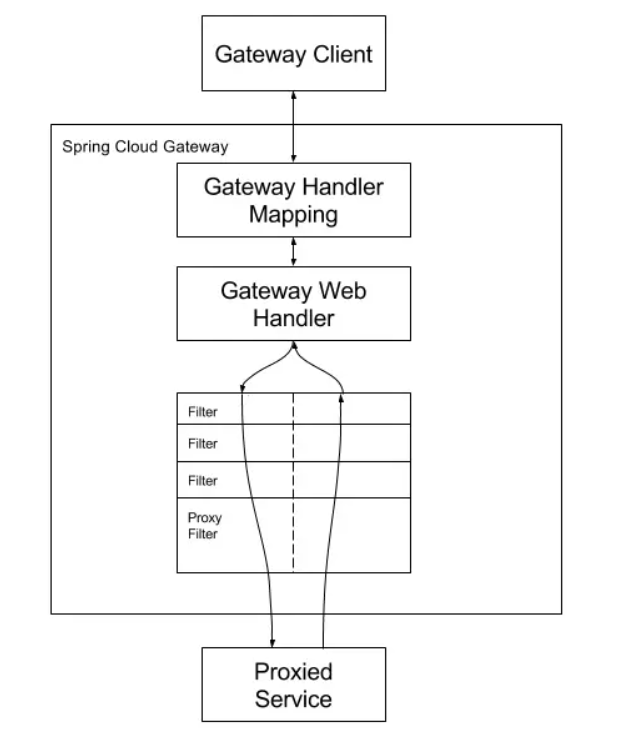 Gateway Client
Spring Cloud Gateway
Gateway Handler
Mapping
Gateway Web
Handler
Filter
Filter
Filter
Proxy
Filter
Proxied
Service